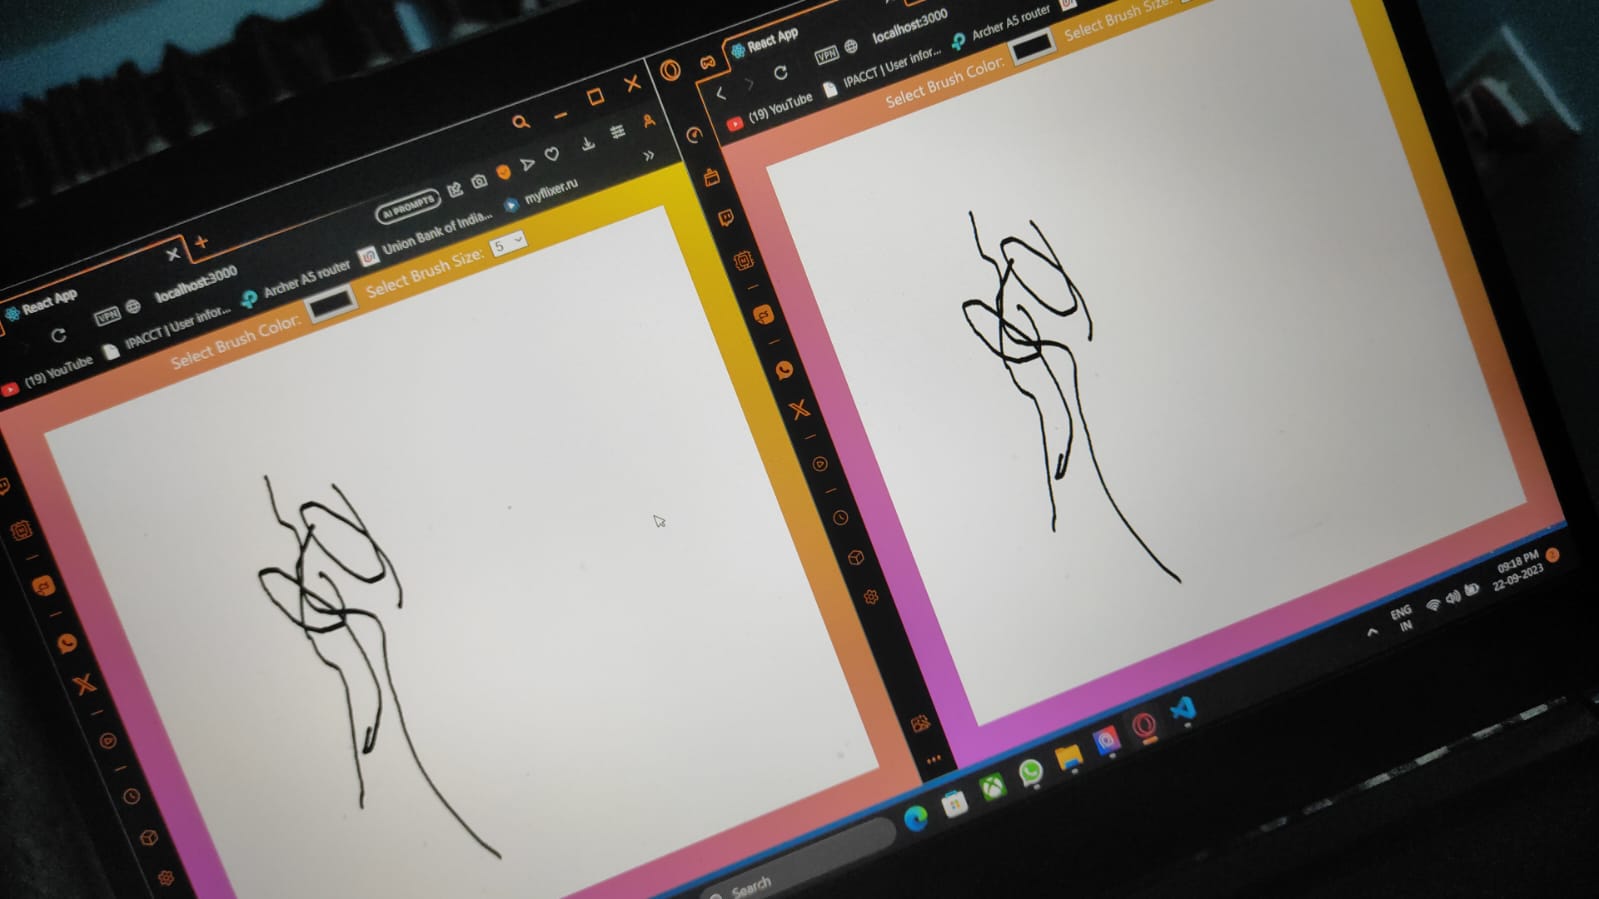 React App
localhost:3000
VPN
AI PROMPTS
(19) YouTube
IPACCT | User infor...
Archer A5 router
Union Bank of India...
myflixer.ru
Select Brush Color:
Select Brush Size: 5
React App
VPN
localhost:3000
(19) YouTube
IPACCT | User infor...
Archer A5 router
Select Brush Color:
Select Brush Size:
Search
ENG
IN
09:18 PM
22-09-2023